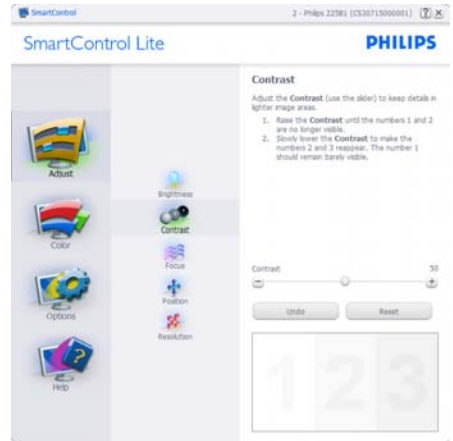 SmartControl
2 - Philips 225B1 (CS30715000001)
SmartControl Lite
PHILIPS
Contrast
Adjust the Contrast (use the slider) to keep details in
lighter image areas.
1. Raise the Contrast until the numbers 1 and 2
are no longer visible.
2. Slowly lower the Contrast to make the
numbers 2 and 3 reappear. The number 1
should remain barely visible.
Adjust
Color
Options
Help
Brightness
Contrast
Focus
Position
Resolution
Contrast 50
Undo Reset
1 2 3